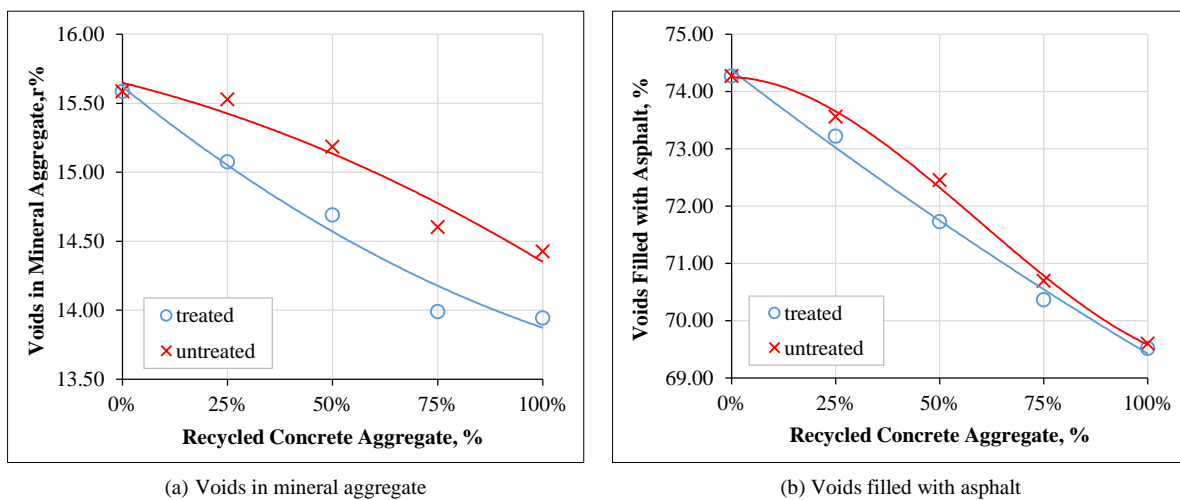 16.00
15.50
15.00
14.50
14.00
13.50
Voids in Mineral Aggregate,r%
treated
untreated
0% 25% 50% 75% 100%
Recycled Concrete Aggregate, %
(a) Voids in mineral aggregate
75.00
74.00
73.00
72.00
71.00
70.00
69.00
Voids Filled with Asphalt, %
treated
untreated
0% 25% 50% 75% 100%
Recycled Concrete Aggregate, %
(b) Voids filled with asphalt